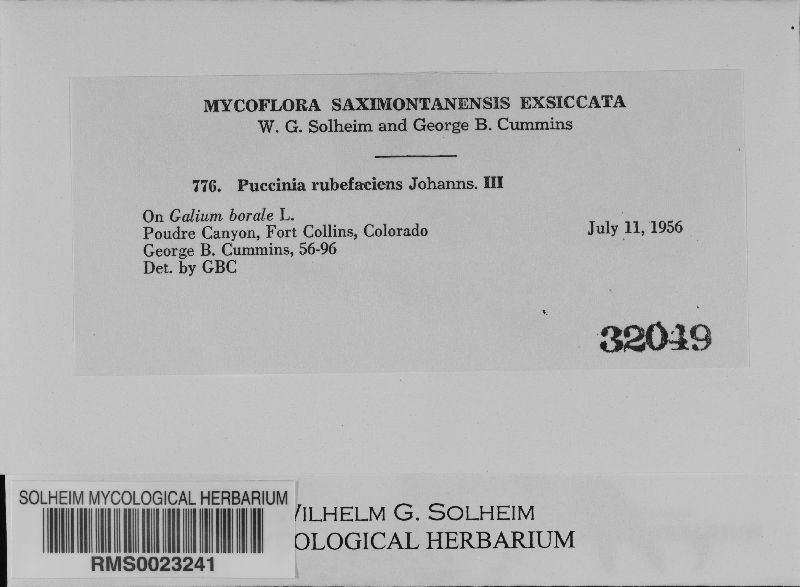 MYCOFLORA SAXIMONTANENSIS EXSICCATA
W. G. Solheim and George B. Cummins
776. Puccinia rubefaciens Johanns. III
On Galium borale L.
Poudre Canyon, Fort Collins, Colorado
July 11, 1956
George B. Cummins, 56-96
Det. by GBC
32049
SOLHEIM MYCOLOGICAL HERBARIUM
RMS0023241
ILHELM G. SOLHEIM
OLOGICAL HERBARIUM